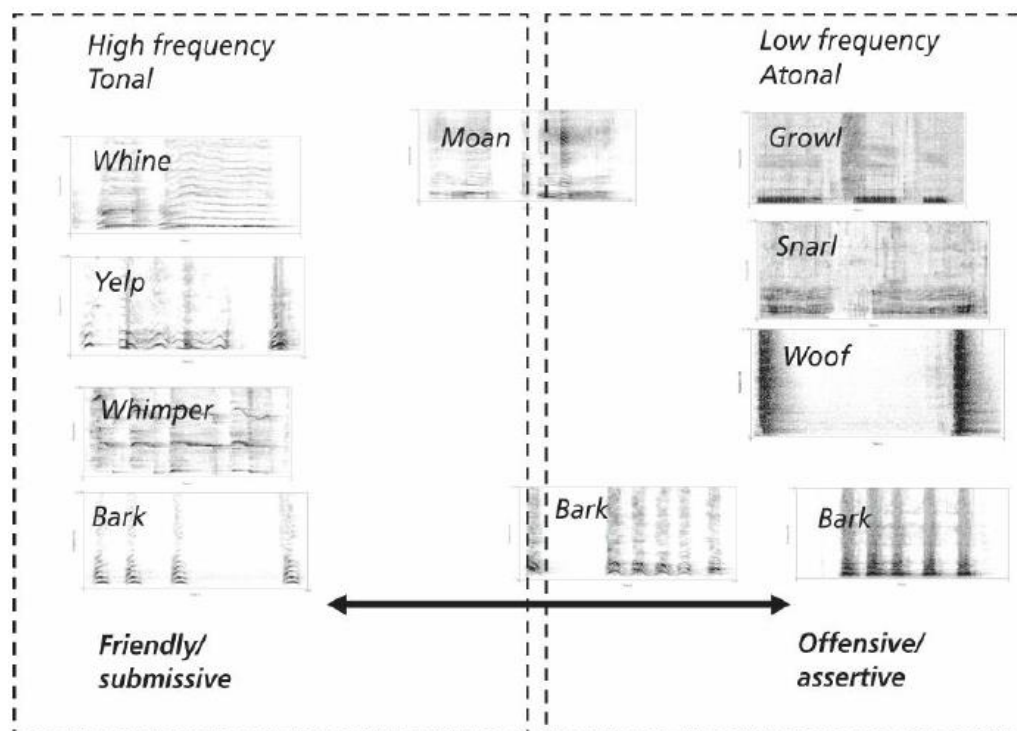 High frequency
Tonal
Low frequency
Atonal
Whine
Moan
Growl
Yelp
Snarl
Whimper
Woof
Bark
Bark
Bark
Friendly/
submissive
Offensive/
assertive